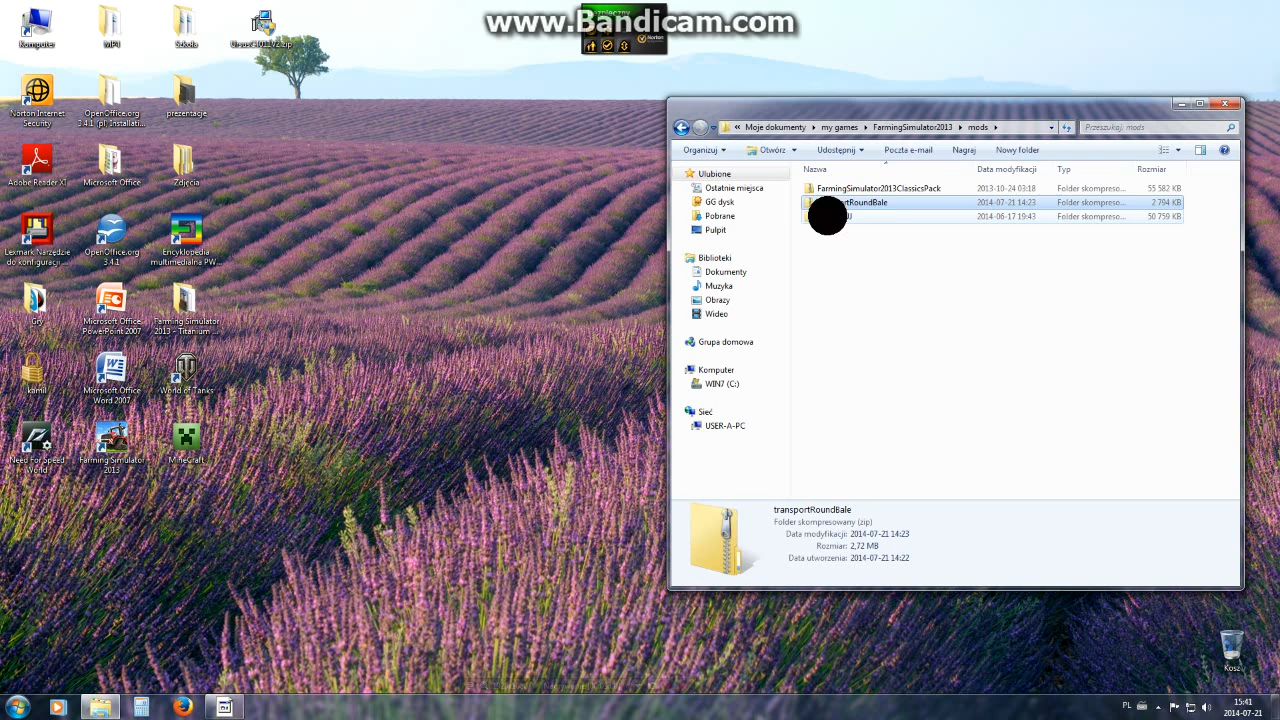 www.Bandicam.com
Norton
Komputer
MP4
Szkoła
UrsusC4011V2.zip
Norton Internet
Security
OpenOffice.org
3.4.1 (pl) Installati...
prezentacje
Adobe Reader XI
Microsoft Office
Zdjęcia
Lexmark Narzędzie
do konfiguracji ...
OpenOffice.org
3.4.1
Encyklopedia
multimedialna PW...
Gry
Microsoft Office
PowerPoint 2007
Farming Simulator
2013 - Titanium ...
kamil
Microsoft Office
Word 2007
World of Tanks
Need For Speed
World
Farming Simulator
2013
MineCraft
« Moje dokumenty
my games
FarmingSimulator2013
mods
Przeszukaj: mods
Organizuj
Otwórz
Udostępnij
Poczta e-mail
Nagraj
Nowy folder
Ulubione
Ostatnie miejsca
GG dysk
Pobrane
Pulpit
Biblioteki
Dokumenty
Muzyka
Obrazy
Wideo
Grupa domowa
Komputer
WIN7 (C:)
Sieć
USER-A-PC
Nazwa
Data modyfikacji
Typ
Rozmiar
FarmingSimulator2013ClassicsPack
2013-10-24 03:18
Folder skompreso...
55 582 KB
portRoundBale
2014-07-21 14:23
Folder skompreso...
2 794 KB
2014-06-17 19:43
Folder skompreso...
50 759 KB
transportRoundBale
Folder skompresowany (zip)
Data modyfikacji: 2014-07-21 14:23
Rozmiar: 2,72 MB
Data utworzenia: 2014-07-21 14:22
Kosz
PL
15:41
2014-07-21